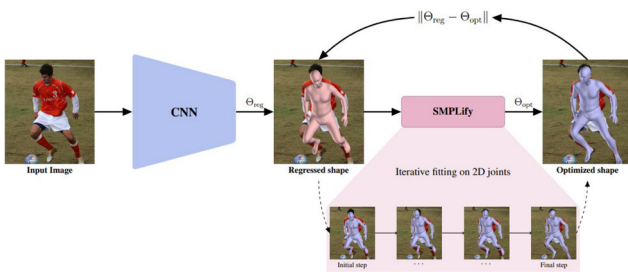 ‖Θreg − Θopt‖
CNN
Θreg
SMPLify
Θopt
Input Image
Regressed shape
Optimized shape
Iterative fitting on 2D joints
Initial step
· · ·
· · ·
Final step